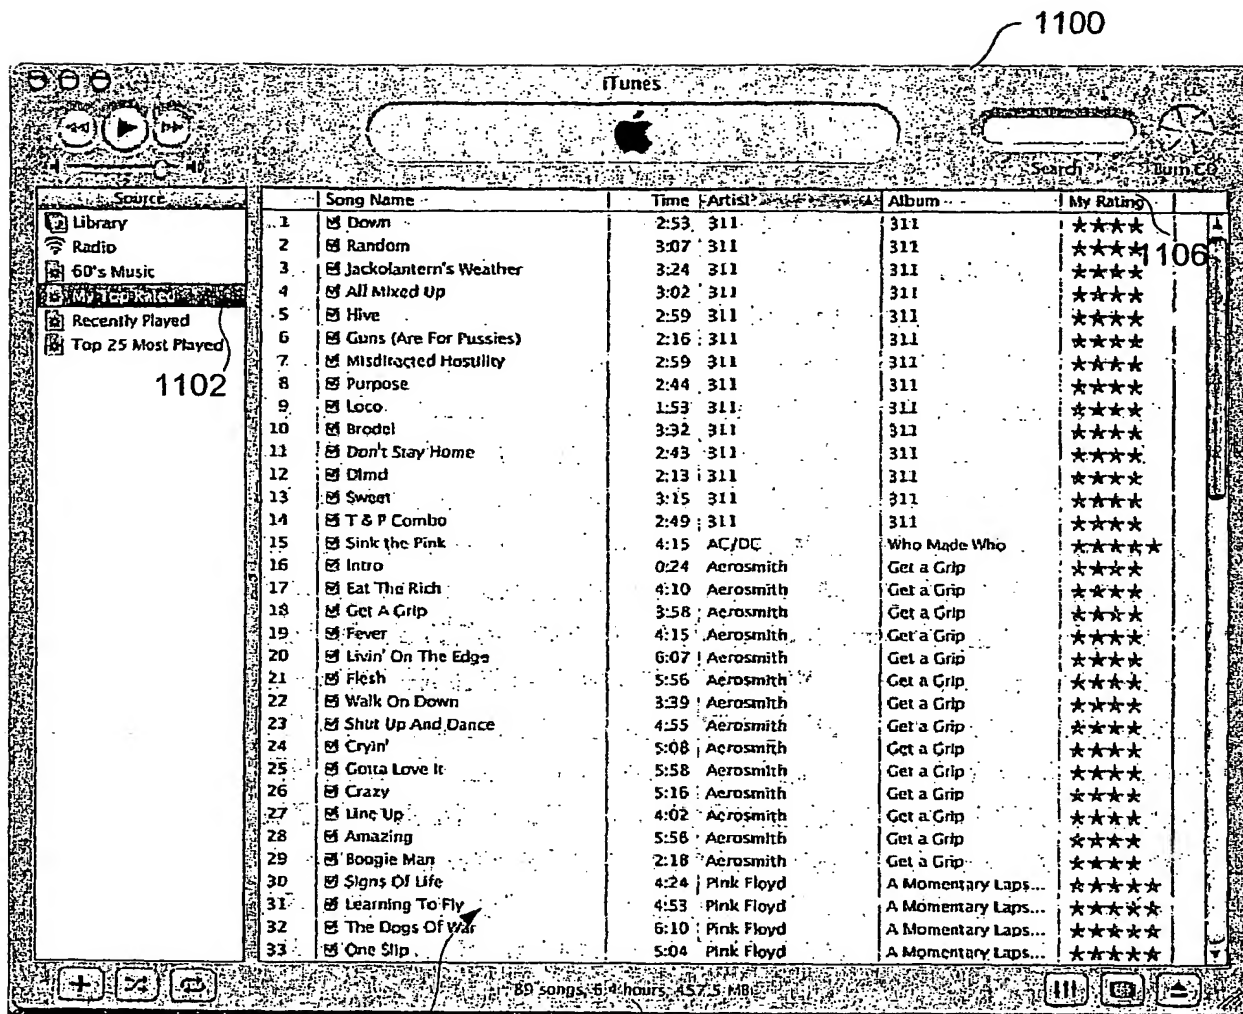 1100
iTunes
Search Burn CD
Source
Library
Radio
60's Music
My Top Rated
Recently Played
Top 25 Most Played
1102
Song Name Time Artist Album My Rating
1106
1 Down 2:53 311 311 ★★★★
2 Random 3:07 311 311 ★★★★
3 Jackolantern's Weather 3:24 311 311 ★★★★
4 All Mixed Up 3:02 311 311 ★★★★
5 Hive 2:59 311 311 ★★★★
6 Guns (Are For Pussies) 2:16 311 311 ★★★★
7 Misdiracted Hostility 2:59 311 311 ★★★★
8 Purpose 2:44 311 311 ★★★★
9 Loco 1:53 311 311 ★★★★
10 Brodel 3:32 311 311 ★★★★
11 Don't Stay Home 2:43 311 311 ★★★★
12 Dlmd 2:13 311 311 ★★★★
13 Sweet 3:15 311 311 ★★★★
14 T & P Combo 2:49 311 311 ★★★★
15 Sink the Pink 4:15 AC/DC Who Made Who ★★★★★
16 Intro 0:24 Aerosmith Get a Grip ★★★★
17 Eat The Rich 4:10 Aerosmith Get a Grip ★★★★
18 Get A Grip 3:58 Aerosmith Get a Grip ★★★★
19 Fever 4:15 Aerosmith Get a Grip ★★★★
20 Livin' On The Edge 6:07 Aerosmith Get a Grip ★★★★
21 Flesh 5:56 Aerosmith Get a Grip ★★★★
22 Walk On Down 3:39 Aerosmith Get a Grip ★★★★
23 Shut Up And Dance 4:55 Aerosmith Get a Grip ★★★★
24 Cryin' 5:08 Aerosmith Get a Grip ★★★★
25 Gotta Love It 5:58 Aerosmith Get a Grip ★★★★
26 Crazy 5:16 Aerosmith Get a Grip ★★★★
27 Line Up 4:02 Aerosmith Get a Grip ★★★★
28 Amazing 5:56 Aerosmith Get a Grip ★★★★
29 Boogie Man 2:18 Aerosmith Get a Grip ★★★★
30 Signs Of Life 4:24 Pink Floyd A Momentary Laps... ★★★★★
31 Learning To Fly 4:53 Pink Floyd A Momentary Laps... ★★★★★
32 The Dogs Of War 6:10 Pink Floyd A Momentary Laps... ★★★★★
33 One Slip 5:04 Pink Floyd A Momentary Laps... ★★★★★
89 songs, 6.4 hours, 457.5 MB